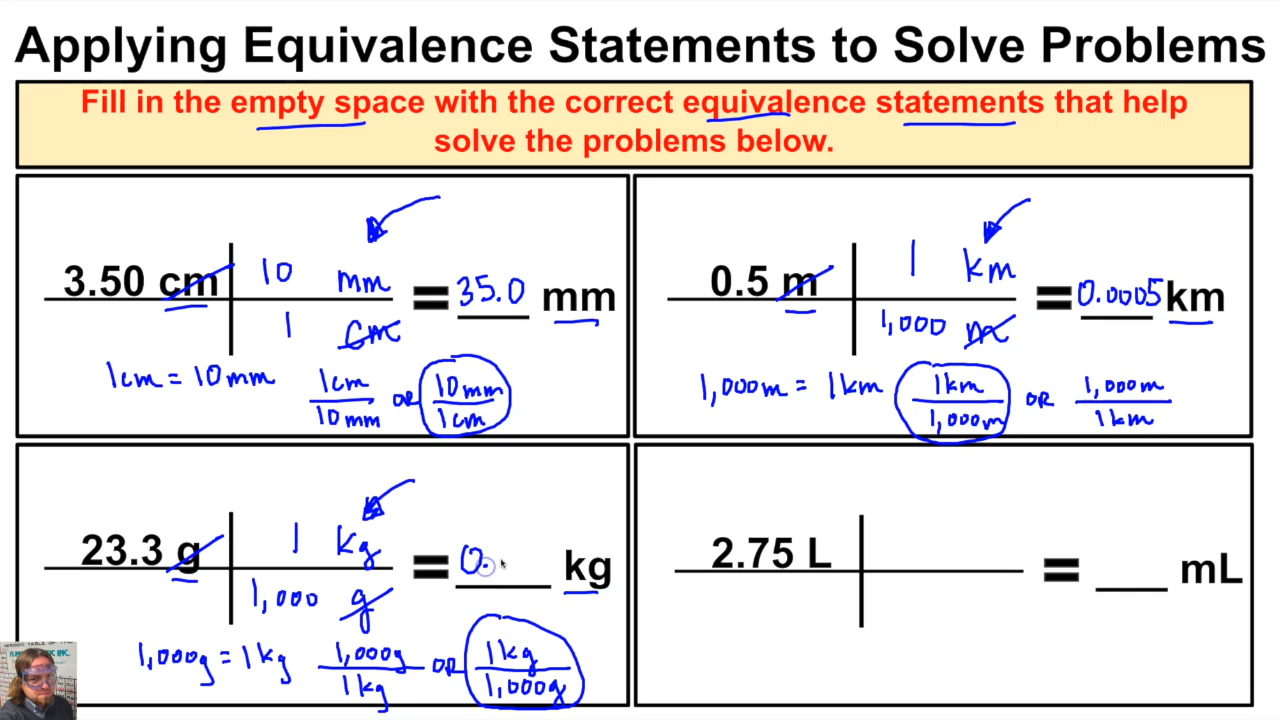 Applying Equivalence Statements to Solve Problems
Fill in the empty space with the correct equivalence statements that help
solve the problems below.
3.50 cm 10 mm = 35.0 mm
1 cm
1cm = 10mm 1cm OR 10mm
10mm 1cm
0.5 m 1 km = 0.0005 km
1,000 m
1,000m = 1km 1km OR 1,000m
1,000m 1km
23.3 g 1 kg = 0. kg
1,000 g
1,000g = 1kg 1,000g OR 1kg
1kg 1,000g
2.75 L = mL